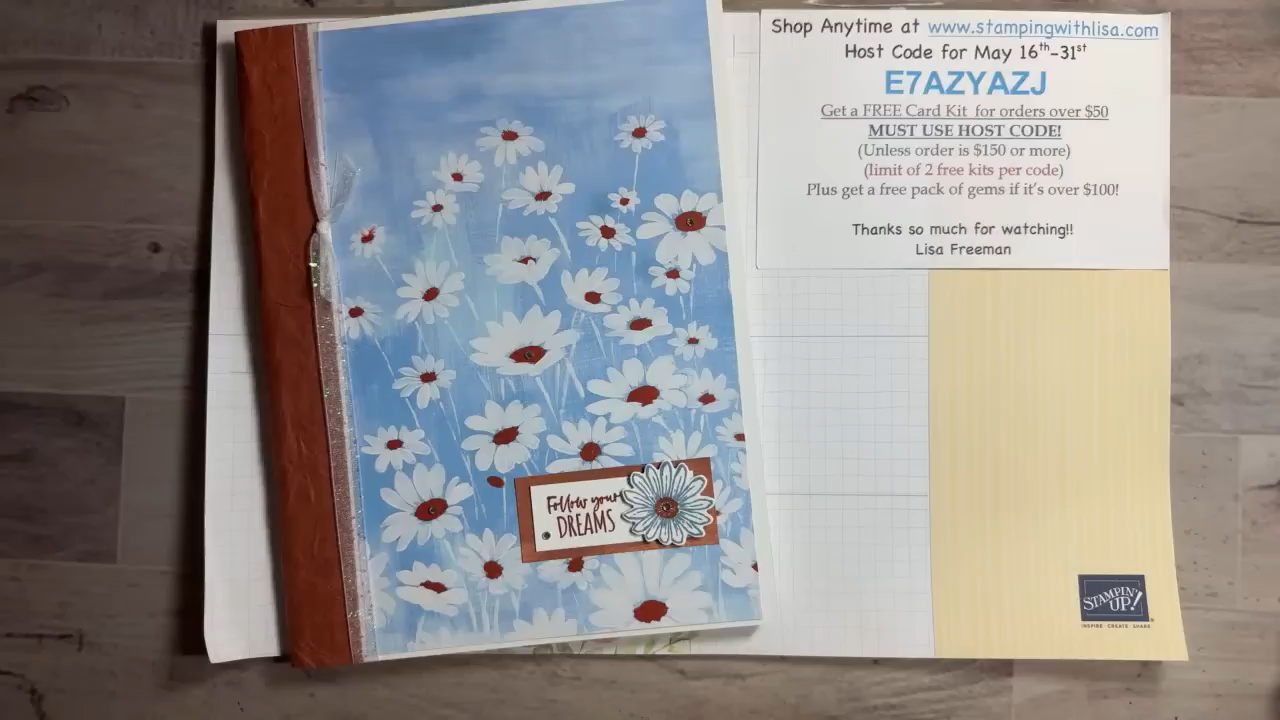 Shop Anytime at www.stampingwithlisa.com
Host Code for May 16th-31st
E7AZYAZJ
Get a FREE Card Kit for orders over $50
MUST USE HOST CODE!
(Unless order is $150 or more)
(limit of 2 free kits per code)
Plus get a free pack of gems if it's over $100!
Thanks so much for watching!!
Lisa Freeman
Follow your
DREAMS
STAMPIN' UP!®
INSPIRE · CREATE · SHARE